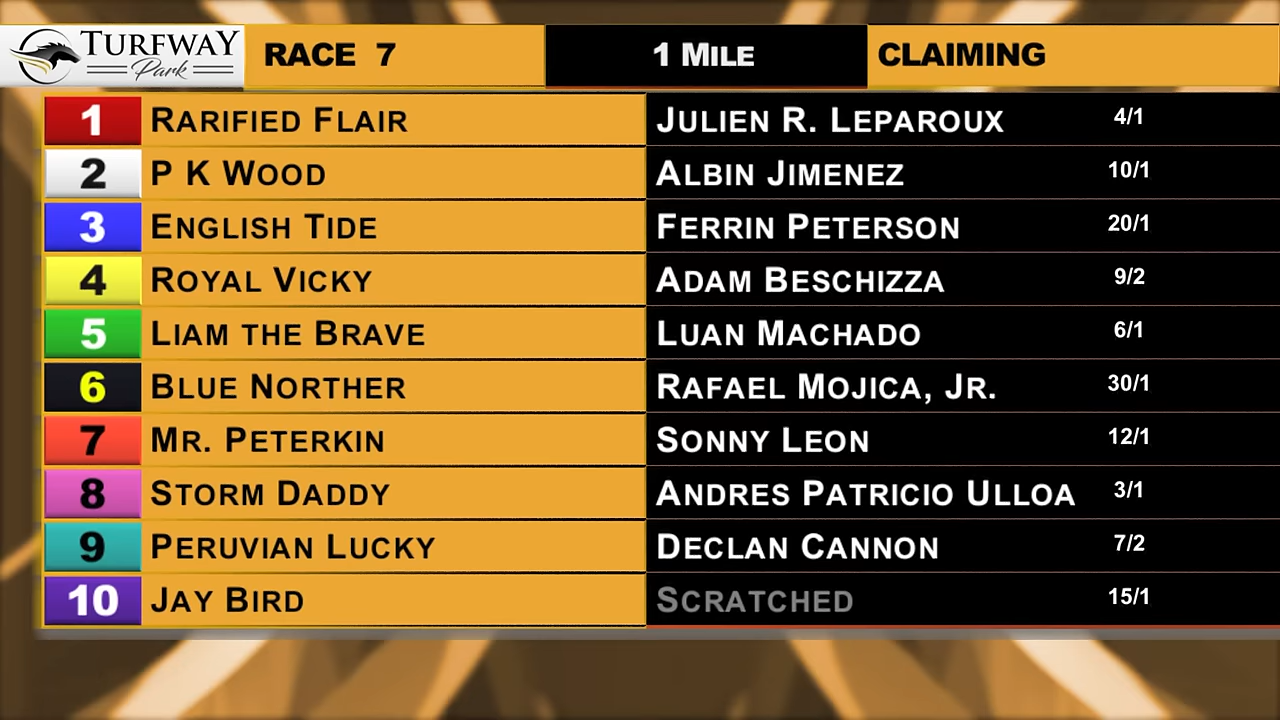 TURFWAY Park RACE 7 1 MILE CLAIMING
1 RARIFIED FLAIR JULIEN R. LEPAROUX 4/1
2 P K WOOD ALBIN JIMENEZ 10/1
3 ENGLISH TIDE FERRIN PETERSON 20/1
4 ROYAL VICKY ADAM BESCHIZZA 9/2
5 LIAM THE BRAVE LUAN MACHADO 6/1
6 BLUE NORTHER RAFAEL MOJICA, JR. 30/1
7 MR. PETERKIN SONNY LEON 12/1
8 STORM DADDY ANDRES PATRICIO ULLOA 3/1
9 PERUVIAN LUCKY DECLAN CANNON 7/2
10 JAY BIRD SCRATCHED 15/1